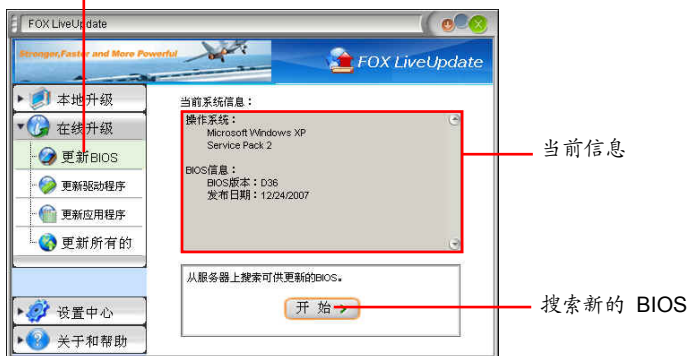 FOX LiveUpdate
Stronger,Faster and More Powerful
FOX LiveUpdate
本地升级
在线升级
更新BIOS
更新驱动程序
更新应用程序
更新所有的
设置中心
关于和帮助
当前系统信息：
操作系统：
Microsoft Windows XP
Service Pack 2
BIOS信息：
BIOS版本：D36
发布日期：12/24/2007
从服务器上搜索可供更新的BIOS。
开 始
当前信息
搜索新的 BIOS